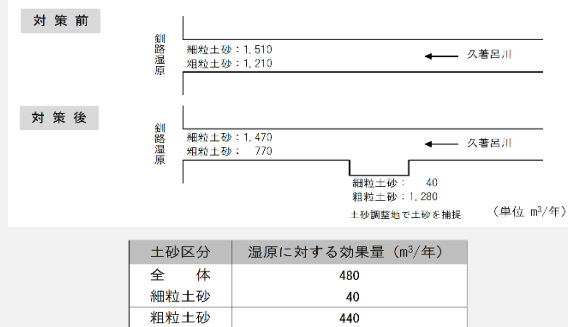 対策前
釧路湿原
細粒土砂：1,510
粗粒土砂：1,210
久著呂川
対策後
釧路湿原
細粒土砂：1,470
粗粒土砂： 770
久著呂川
細粒土砂： 40
粗粒土砂：1,280
土砂調整地で土砂を捕捉
（単位 m³/年）
土砂区分 湿原に対する効果量（m³/年）
全 体 480
細粒土砂 40
粗粒土砂 440